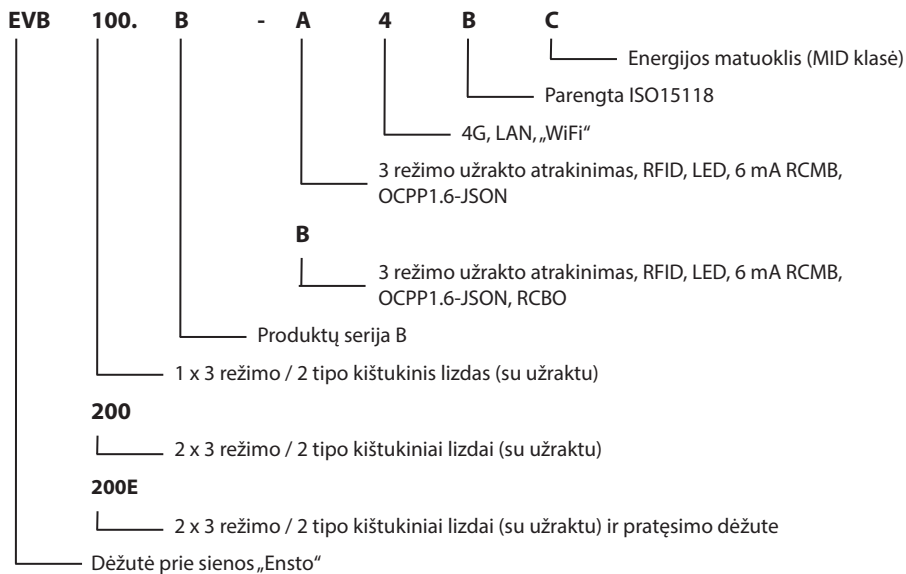 EVB 100. B - A 4 B C
Energijos matuoklis (MID klasė)
Parengta ISO15118
4G, LAN, „WiFi“
3 režimo užrakto atrakinimas, RFID, LED, 6 mA RCMB,
OCPP1.6-JSON
B
3 režimo užrakto atrakinimas, RFID, LED, 6 mA RCMB,
OCPP1.6-JSON, RCBO
Produktų serija B
1 x 3 režimo / 2 tipo kištukinis lizdas (su užraktu)
200
2 x 3 režimo / 2 tipo kištukiniai lizdai (su užraktu)
200E
2 x 3 režimo / 2 tipo kištukiniai lizdai (su užraktu) ir pratęsimo dėžute
Dėžutė prie sienos „Ensto“